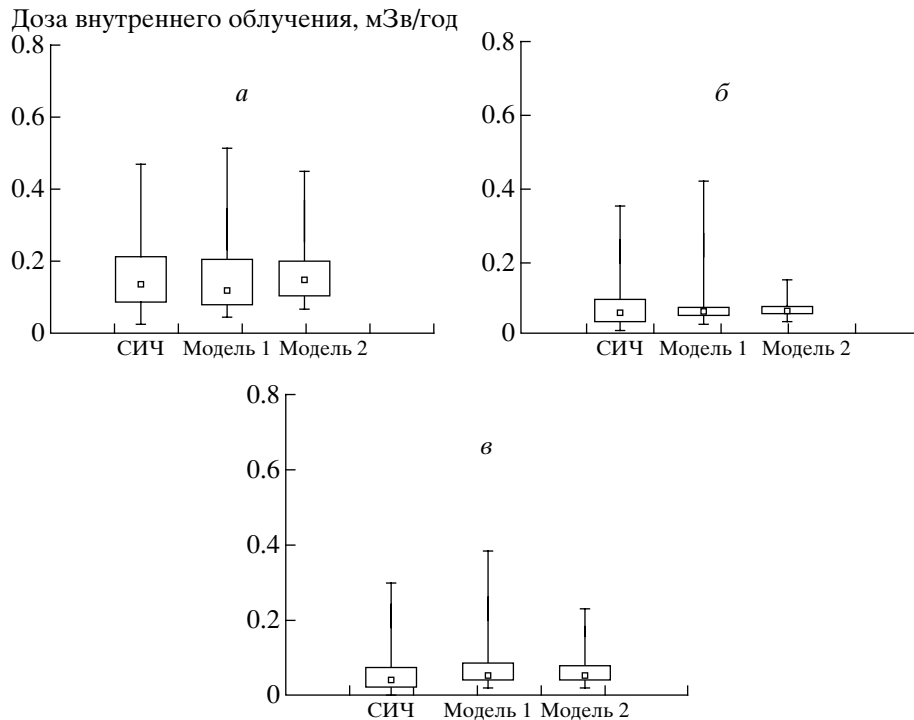 Доза внутреннего облучения, мЗв/год
0.8
0.6
0.4
0.2
0
а
СИЧ Модель 1 Модель 2
0.8
0.6
0.4
0.2
0
б
СИЧ Модель 1 Модель 2
0.8
0.6
0.4
0.2
0
в
СИЧ Модель 1 Модель 2